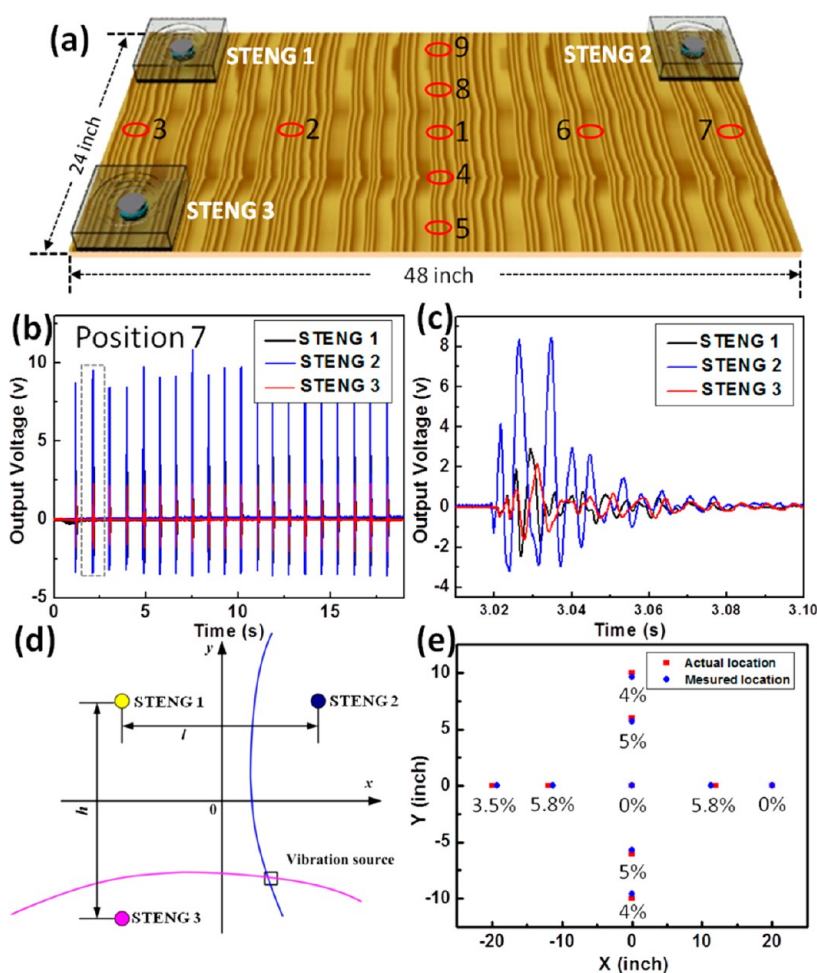 (a)
STENG 1
STENG 2
STENG 3
9
8
3
2
1
6
7
4
5
24 inch
48 inch
(b)
Position 7
STENG 1
STENG 2
STENG 3
Output Voltage (v)
10
5
0
-5
0
5
10
15
Time (s)
(c)
STENG 1
STENG 2
STENG 3
Output Voltage (v)
8
6
4
2
0
-2
-4
3.02
3.04
3.06
3.08
3.10
Time (s)
(d)
y
STENG 1
STENG 2
l
x
0
h
Vibration source
STENG 3
(e)
Actual location
Mesured location
Y (inch)
10
5
0
-5
-10
4%
5%
3.5%
5.8%
0%
5.8%
0%
5%
4%
-20
-10
0
10
20
X (inch)